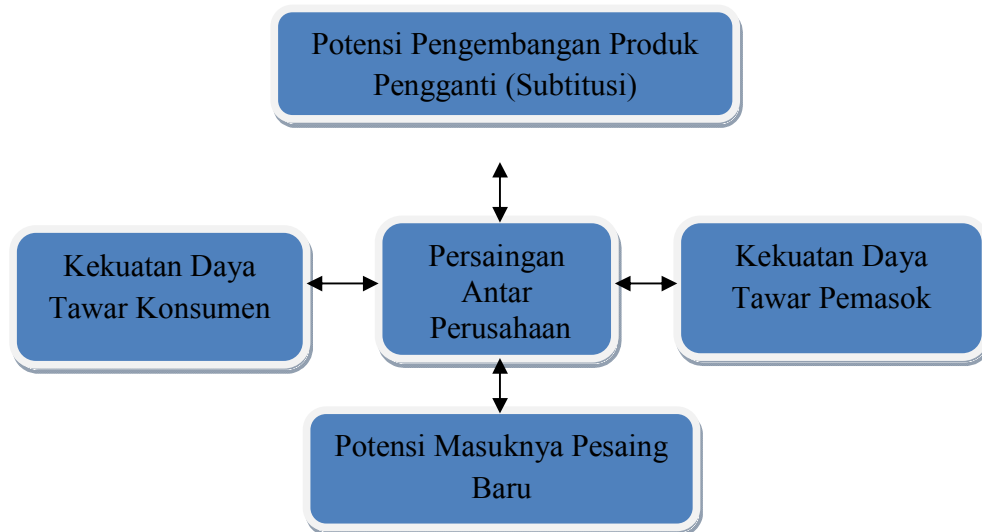 Potensi Pengembangan Produk
Pengganti (Subtitusi)
Kekuatan Daya
Tawar Konsumen
Persaingan
Antar
Perusahaan
Kekuatan Daya
Tawar Pemasok
Potensi Masuknya Pesaing
Baru